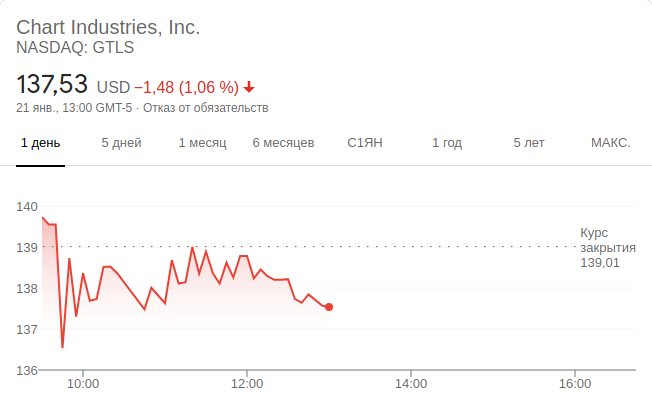 Chart Industries, Inc.
NASDAQ: GTLS
137,53 USD −1,48 (1,06 %)
21 янв., 13:00 GMT-5 · Отказ от обязательств
1 день 5 дней 1 месяц 6 месяцев С1ЯН 1 год 5 лет МАКС.
140
139
138
137
136
Курс
закрытия
139,01
10:00 12:00 14:00 16:00